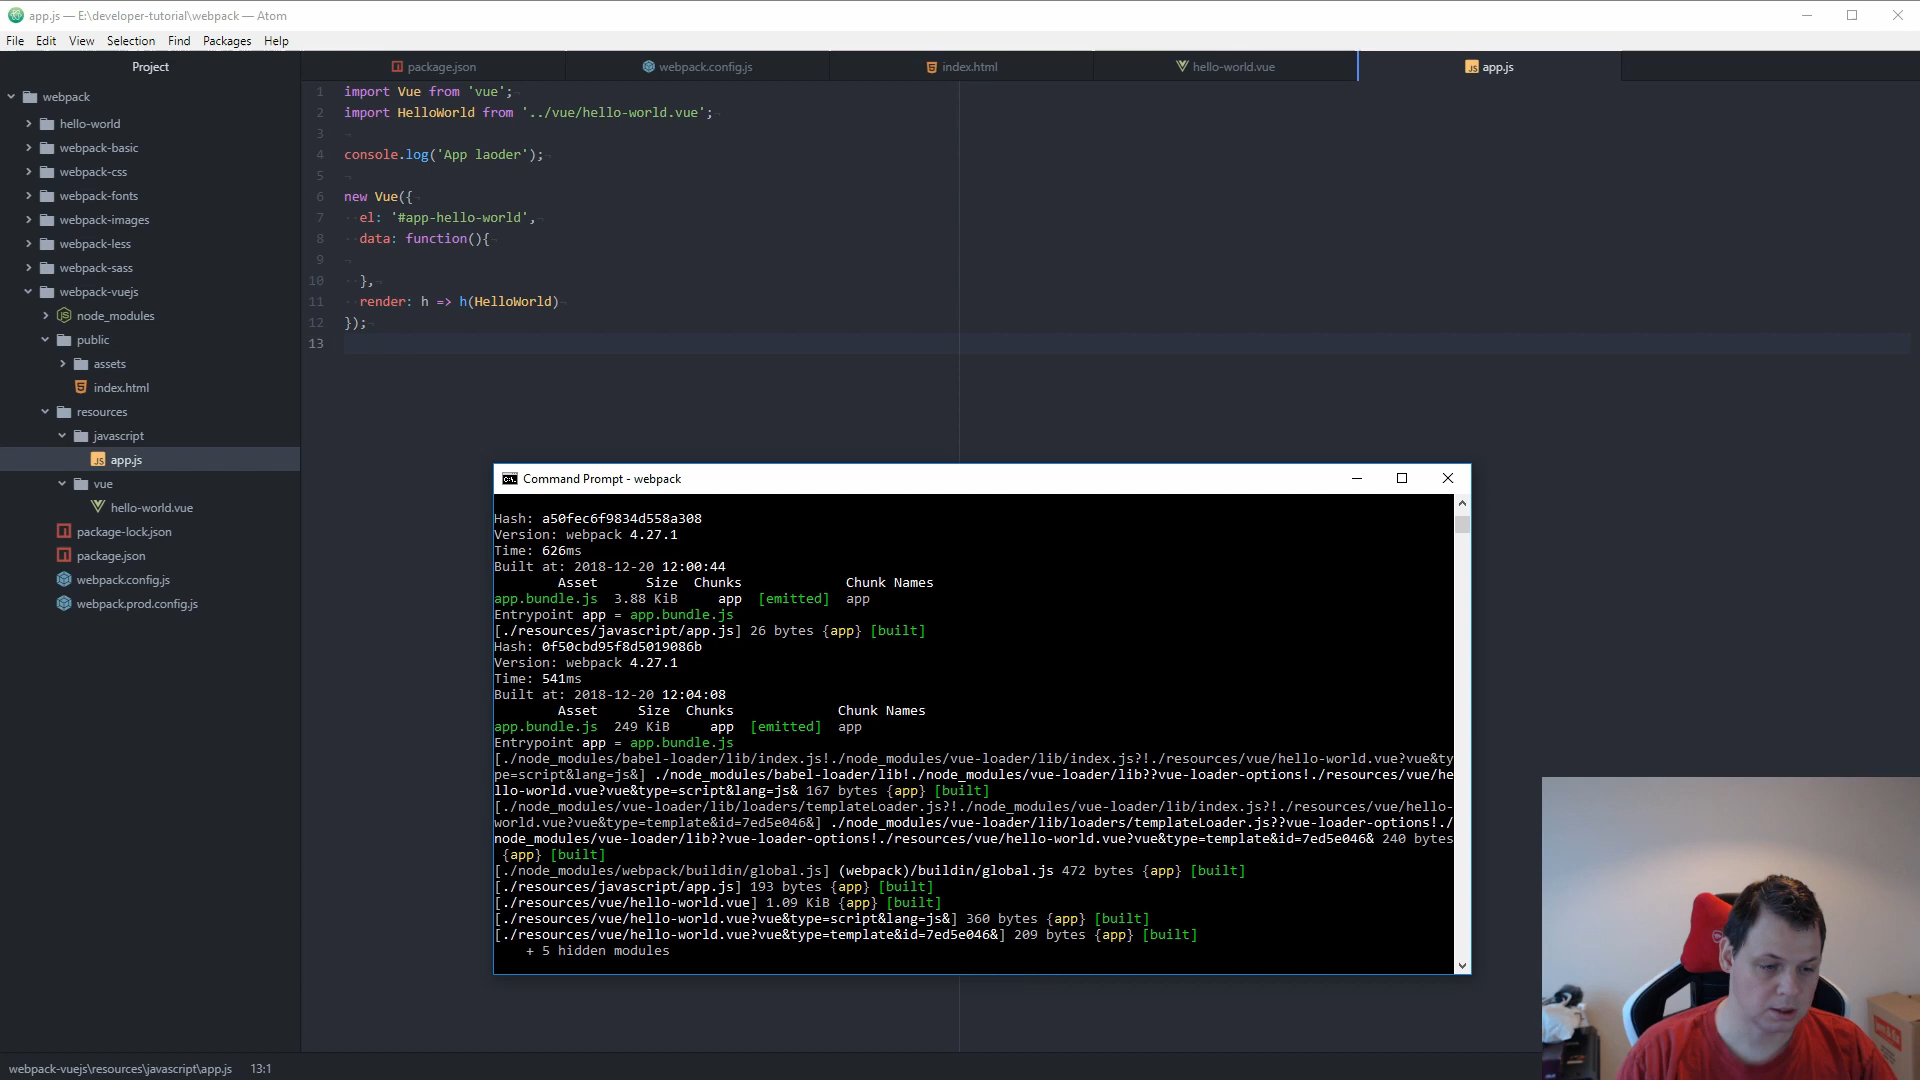 app.js — E:\developer-tutorial\webpack — Atom
File Edit View Selection Find Packages Help
Project
package.json
webpack.config.js
index.html
hello-world.vue
app.js
webpack
hello-world
webpack-basic
webpack-css
webpack-fonts
webpack-images
webpack-less
webpack-sass
webpack-vuejs
node_modules
public
assets
index.html
resources
javascript
app.js
vue
hello-world.vue
package-lock.json
package.json
webpack.config.js
webpack.prod.config.js
1 import Vue from 'vue';
2 import HelloWorld from '../vue/hello-world.vue';
3
4 console.log('App laoder');
5
6 new Vue({
7 el: '#app-hello-world',
8 data: function(){
9
10 },
11 render: h => h(HelloWorld)
12 });
13
Command Prompt - webpack
Hash: a50fec6f9834d558a308
Version: webpack 4.27.1
Time: 626ms
Built at: 2018-12-20 12:00:44
Asset Size Chunks Chunk Names
app.bundle.js 3.88 KiB app [emitted] app
Entrypoint app = app.bundle.js
[./resources/javascript/app.js] 26 bytes {app} [built]
Hash: 0f50cbd95f8d5019086b
Version: webpack 4.27.1
Time: 541ms
Built at: 2018-12-20 12:04:08
Asset Size Chunks Chunk Names
app.bundle.js 249 KiB app [emitted] app
Entrypoint app = app.bundle.js
[./node_modules/babel-loader/lib/index.js!./node_modules/vue-loader/lib/index.js?!./resources/vue/hello-world.vue?vue&ty
pe=script&lang=js&] ./node_modules/babel-loader/lib!./node_modules/vue-loader/lib??vue-loader-options!./resources/vue/he
llo-world.vue?vue&type=script&lang=js& 167 bytes {app} [built]
[./node_modules/vue-loader/lib/loaders/templateLoader.js?!./node_modules/vue-loader/lib/index.js?!./resources/vue/hello-
world.vue?vue&type=template&id=7ed5e046&] ./node_modules/vue-loader/lib/loaders/templateLoader.js??vue-loader-options!./
node_modules/vue-loader/lib??vue-loader-options!./resources/vue/hello-world.vue?vue&type=template&id=7ed5e046& 240 bytes
{app} [built]
[./node_modules/webpack/buildin/global.js] (webpack)/buildin/global.js 472 bytes {app} [built]
[./resources/javascript/app.js] 193 bytes {app} [built]
[./resources/vue/hello-world.vue] 1.09 KiB {app} [built]
[./resources/vue/hello-world.vue?vue&type=script&lang=js&] 360 bytes {app} [built]
[./resources/vue/hello-world.vue?vue&type=template&id=7ed5e046&] 209 bytes {app} [built]
+ 5 hidden modules
webpack-vuejs\resources\javascript\app.js 13:1